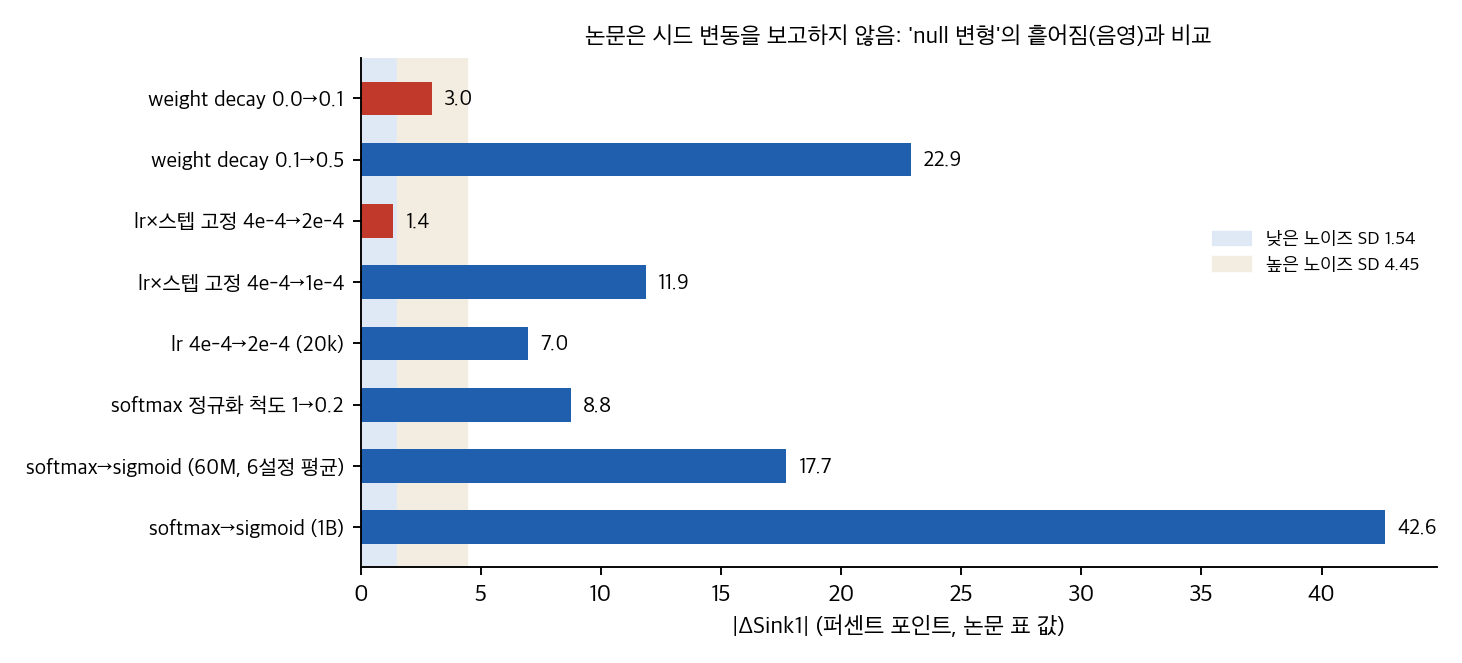 논문은 시드 변동을 보고하지 않음: 'null 변형'의 흩어짐(음영)과 비교
weight decay 0.0→0.1
3.0
weight decay 0.1→0.5
22.9
lr×스텝 고정 4e-4→2e-4
1.4
lr×스텝 고정 4e-4→1e-4
11.9
lr 4e-4→2e-4 (20k)
7.0
softmax 정규화 척도 1→0.2
8.8
softmax→sigmoid (60M, 6설정 평균)
17.7
softmax→sigmoid (1B)
42.6
낮은 노이즈 SD 1.54
높은 노이즈 SD 4.45
0 5 10 15 20 25 30 35 40
|ΔSink1| (퍼센트 포인트, 논문 표 값)